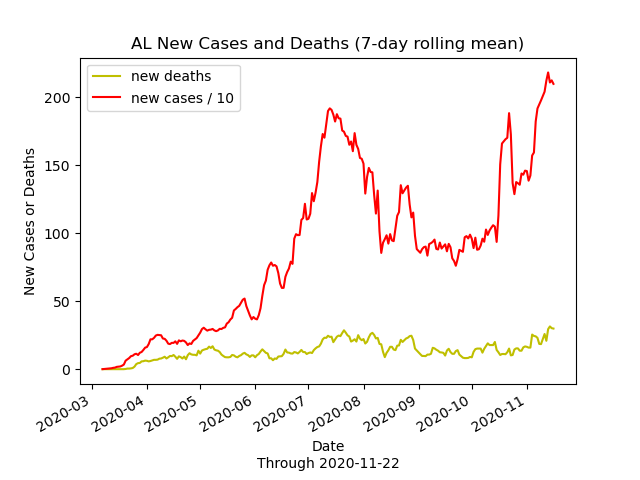 AL New Cases and Deaths (7-day rolling mean)
new deaths
new cases / 10
New Cases or Deaths
200
150
100
50
0
2020-03
2020-04
2020-05
2020-06
2020-07
2020-08
2020-09
2020-10
2020-11
Date
Through 2020-11-22